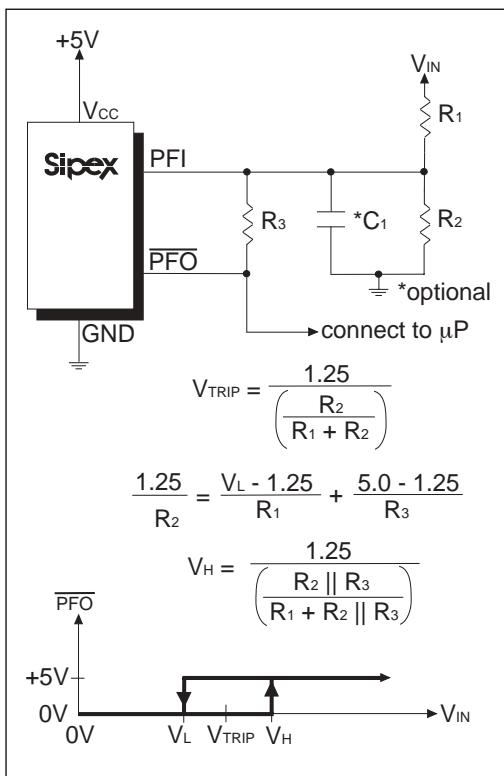 +5V
VIN
VCC
R1
Sipex
PFI
R3
*C1
R2
PFO
*optional
GND
connect to µP
VTRIP = 1.25 / (R2 / (R1 + R2))
1.25 / R2 = (VL - 1.25) / R1 + (5.0 - 1.25) / R3
VH = 1.25 / (R2 || R3 / (R1 + R2 || R3))
PFO
+5V
0V
0V VL VTRIP VH VIN